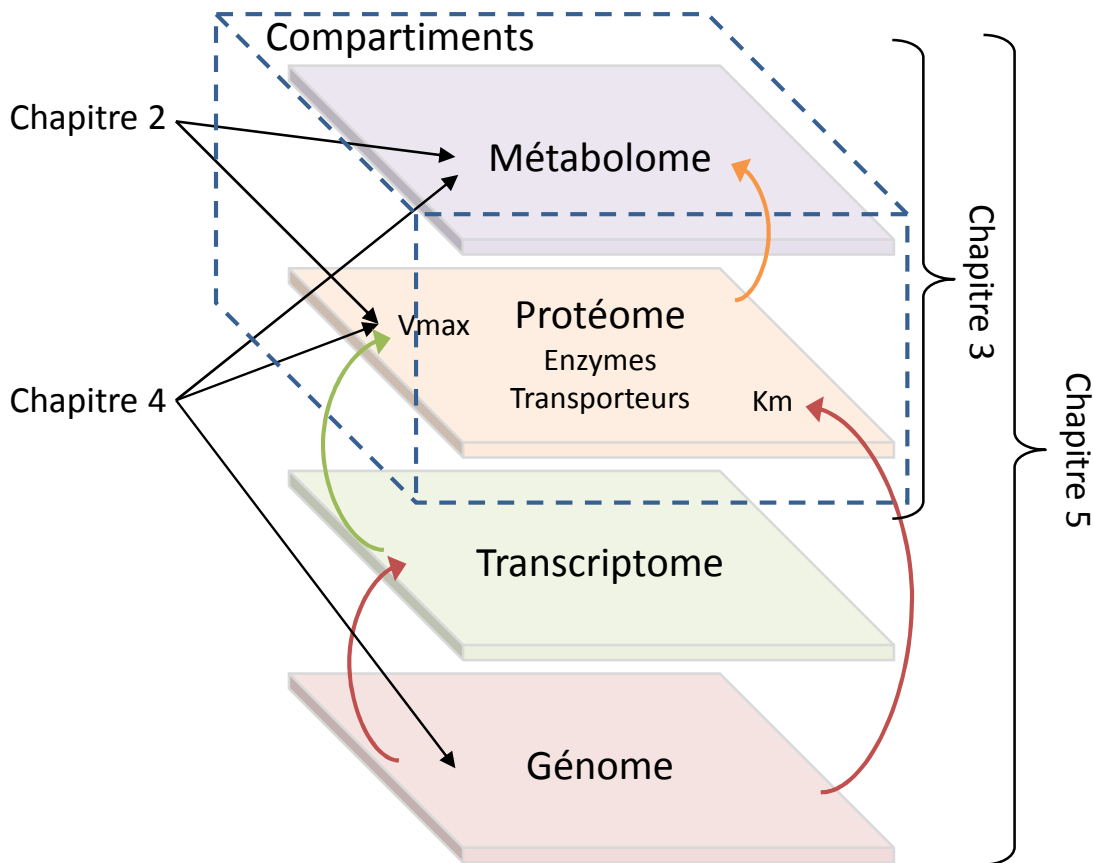 Compartiments
Chapitre 2
Métabolome
Chapitre 3
Protéome
Vmax
Enzymes
Transporteurs
Km
Chapitre 4
Chapitre 5
Transcriptome
Génome